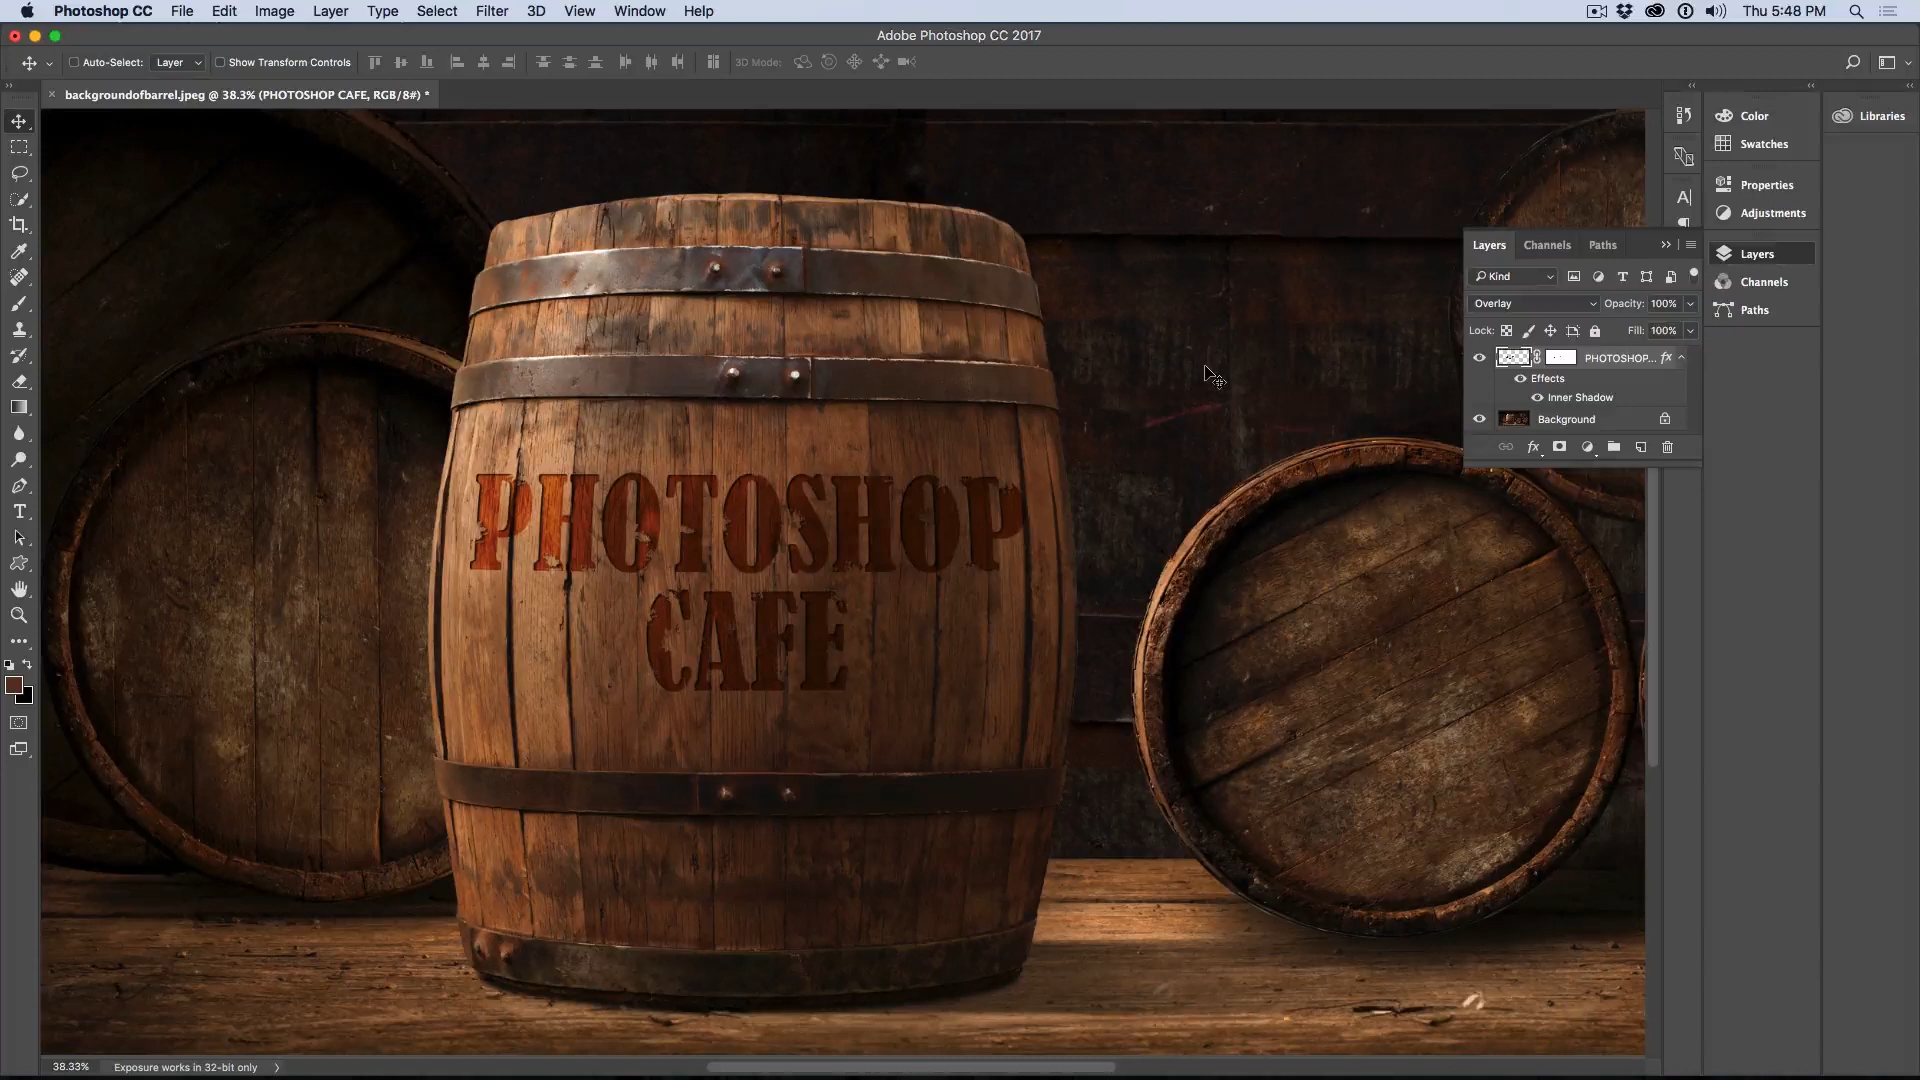 Photoshop CC File Edit Image Layer Type Select Filter 3D View Window Help Thu 5:48 PM
Adobe Photoshop CC 2017
Auto-Select: Layer Show Transform Controls 3D Mode:
backgroundofbarrel.jpeg @ 38.3% (PHOTOSHOP CAFE, RGB/8#) *
Color
Swatches
Properties
Adjustments
Layers
Channels
Paths
Libraries
Layers Channels Paths
Kind
Overlay Opacity: 100%
Lock: Fill: 100%
PHOTOSHOP... fx
Effects
Inner Shadow
Background
fx
PHOTOSHOP
CAFE
38.33% Exposure works in 32-bit only